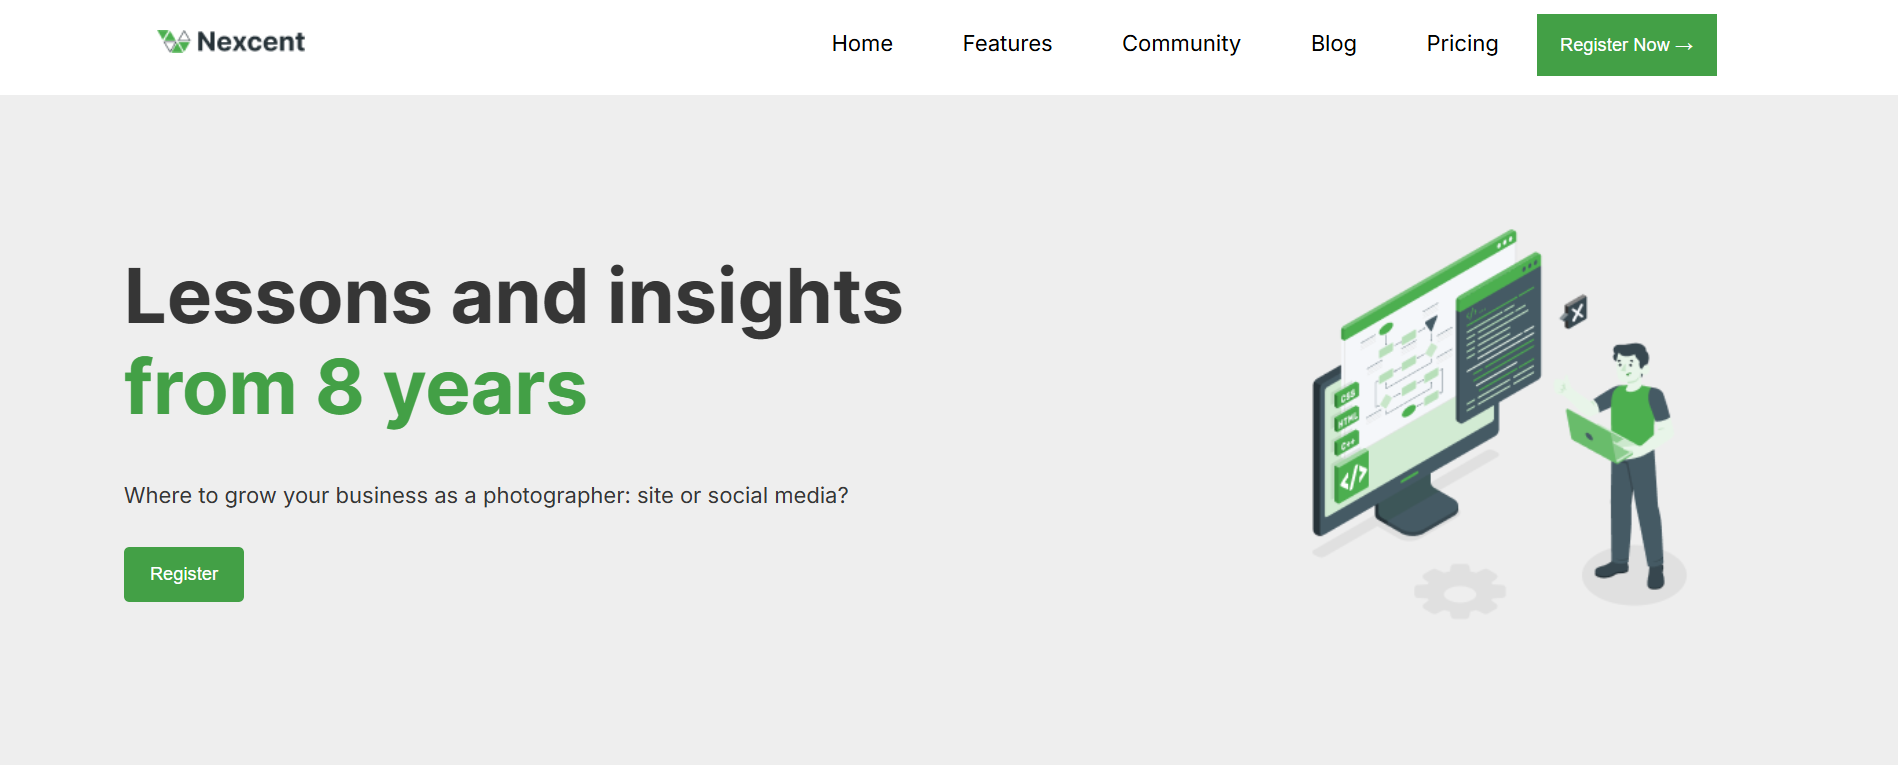 Nexcent
Home Features Community Blog Pricing Register Now →
Lessons and insights
from 8 years
Where to grow your business as a photographer: site or social media?
Register
CSS
HTML
C++
</>
X